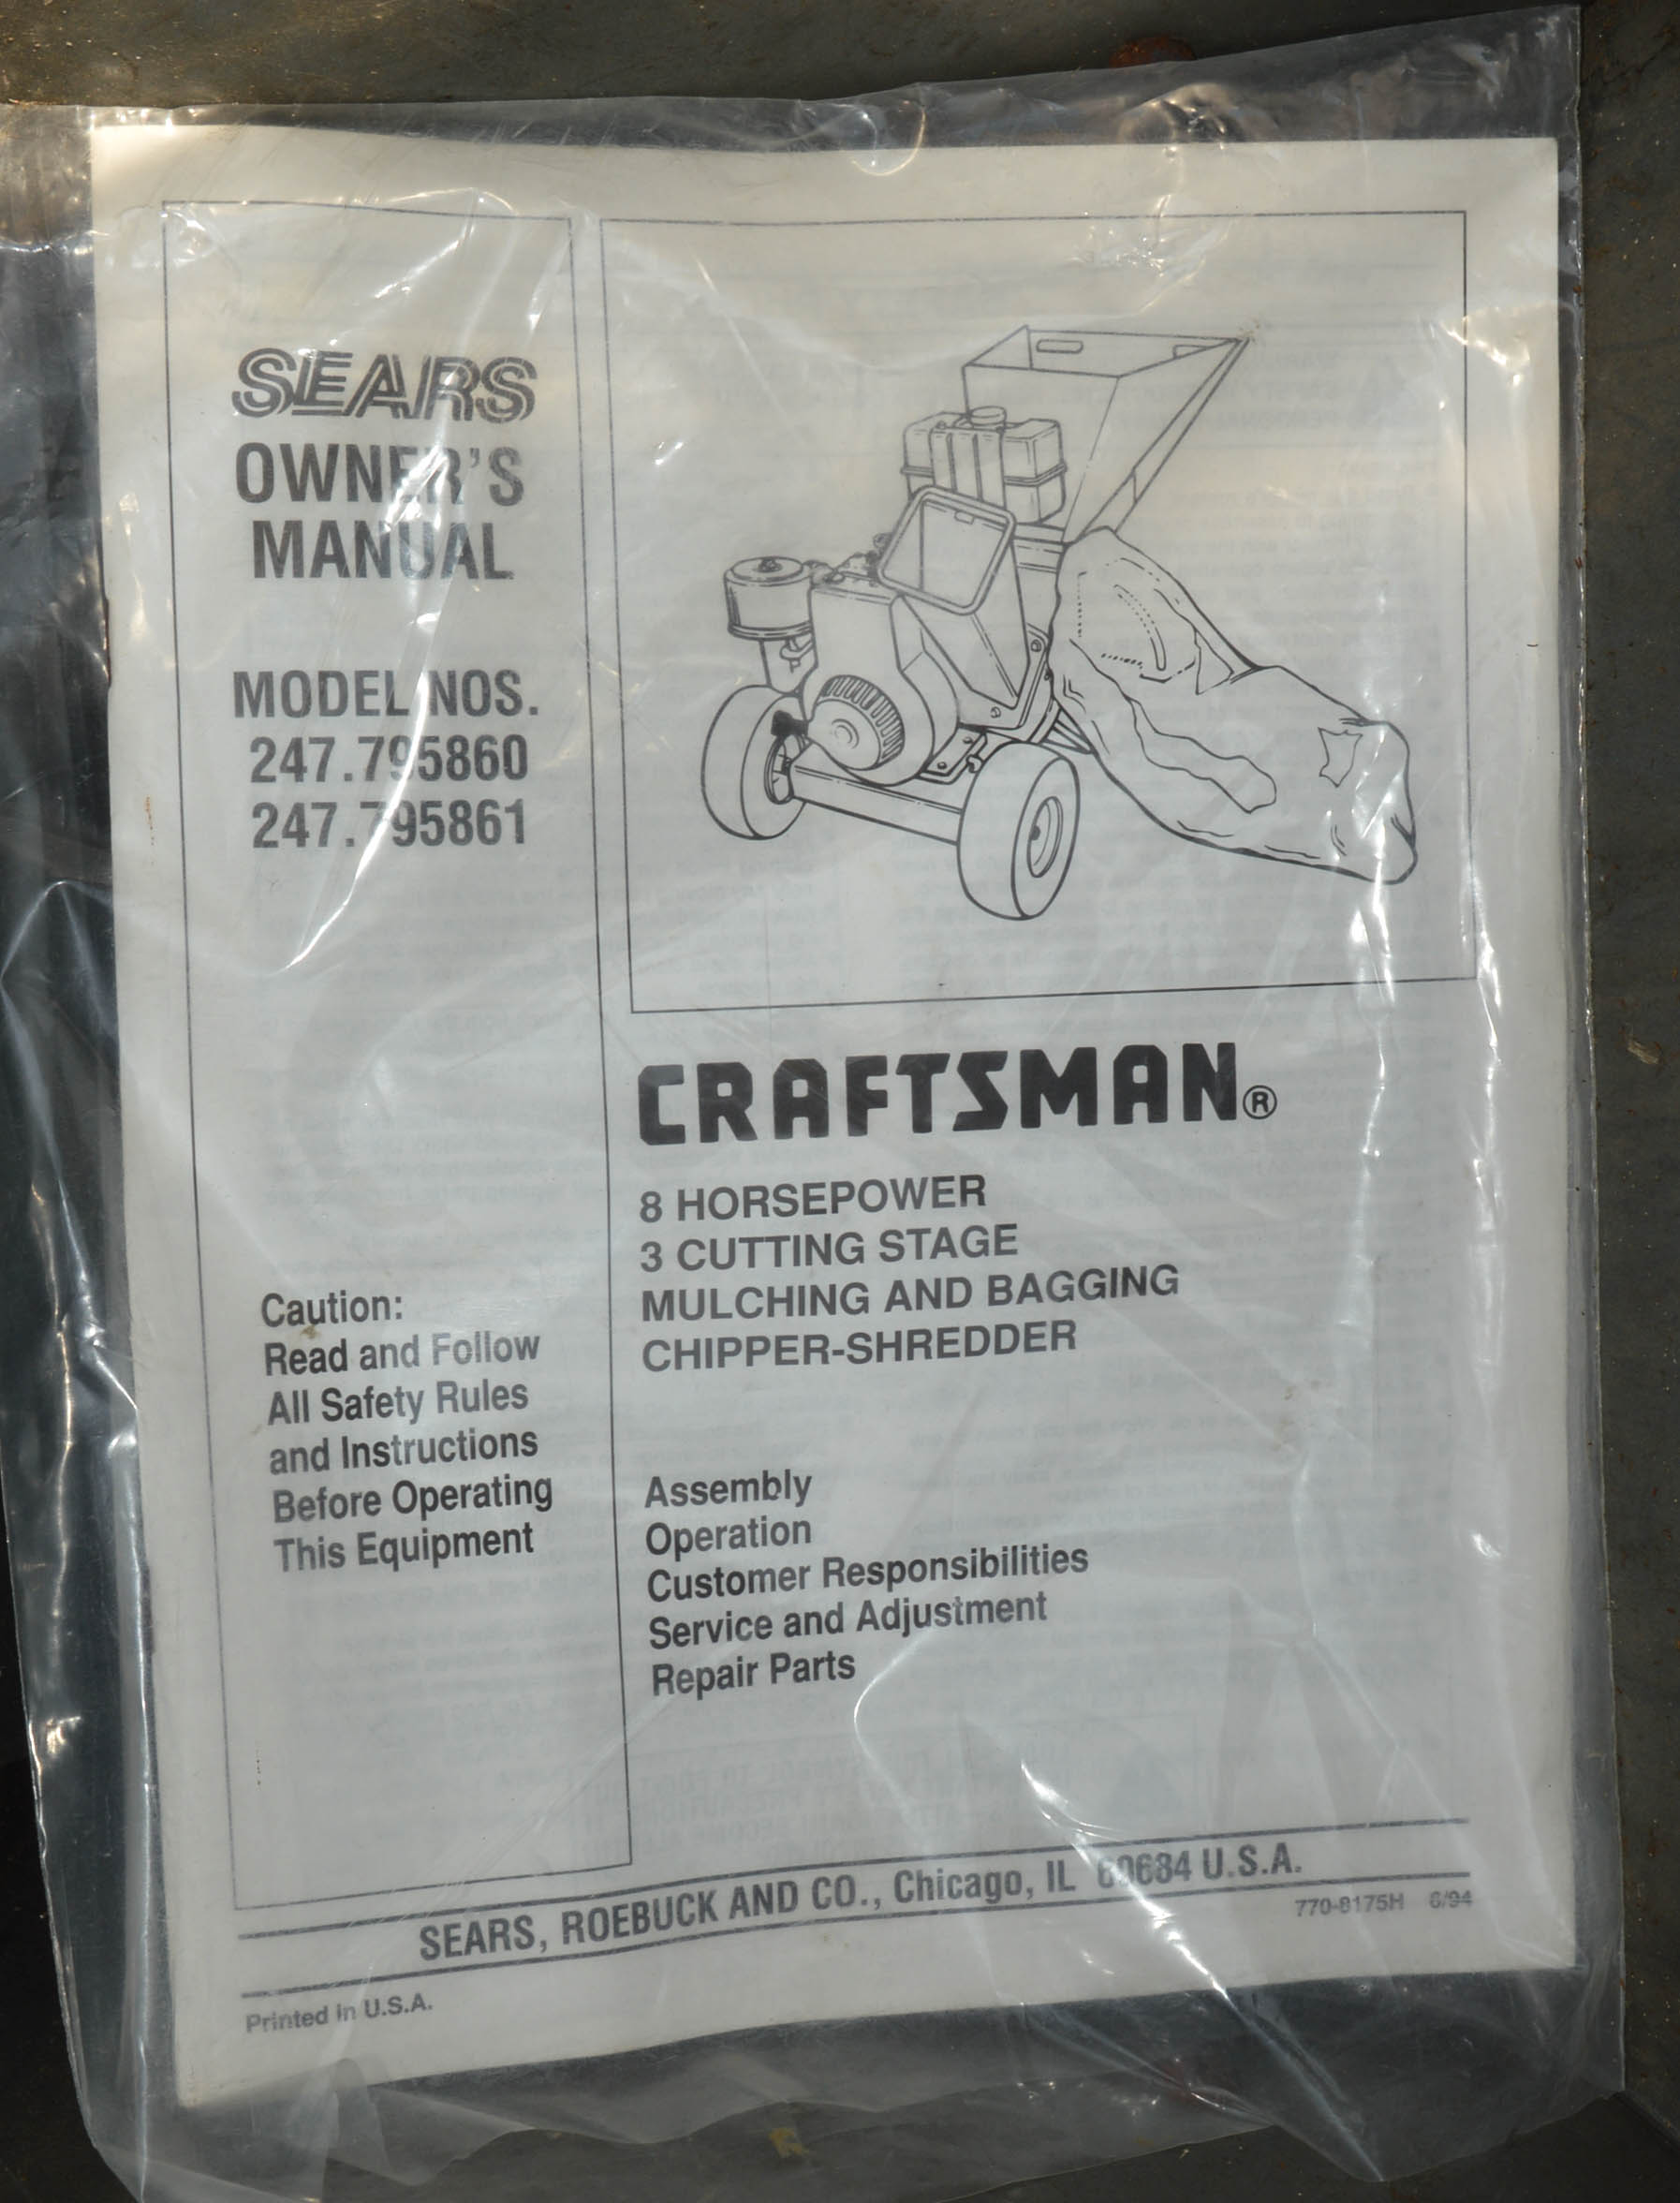 SEARS
OWNER'S
MANUAL
MODEL NOS.
247.795860
247.795861
Caution:
Read and Follow
All Safety Rules
and Instructions
Before Operating
This Equipment
CRAFTSMAN®
8 HORSEPOWER
3 CUTTING STAGE
MULCHING AND BAGGING
CHIPPER-SHREDDER
Assembly
Operation
Customer Responsibilities
Service and Adjustment
Repair Parts
SEARS, ROEBUCK AND CO., Chicago, IL 60684 U.S.A.
770-8175H 6/94
Printed In U.S.A.